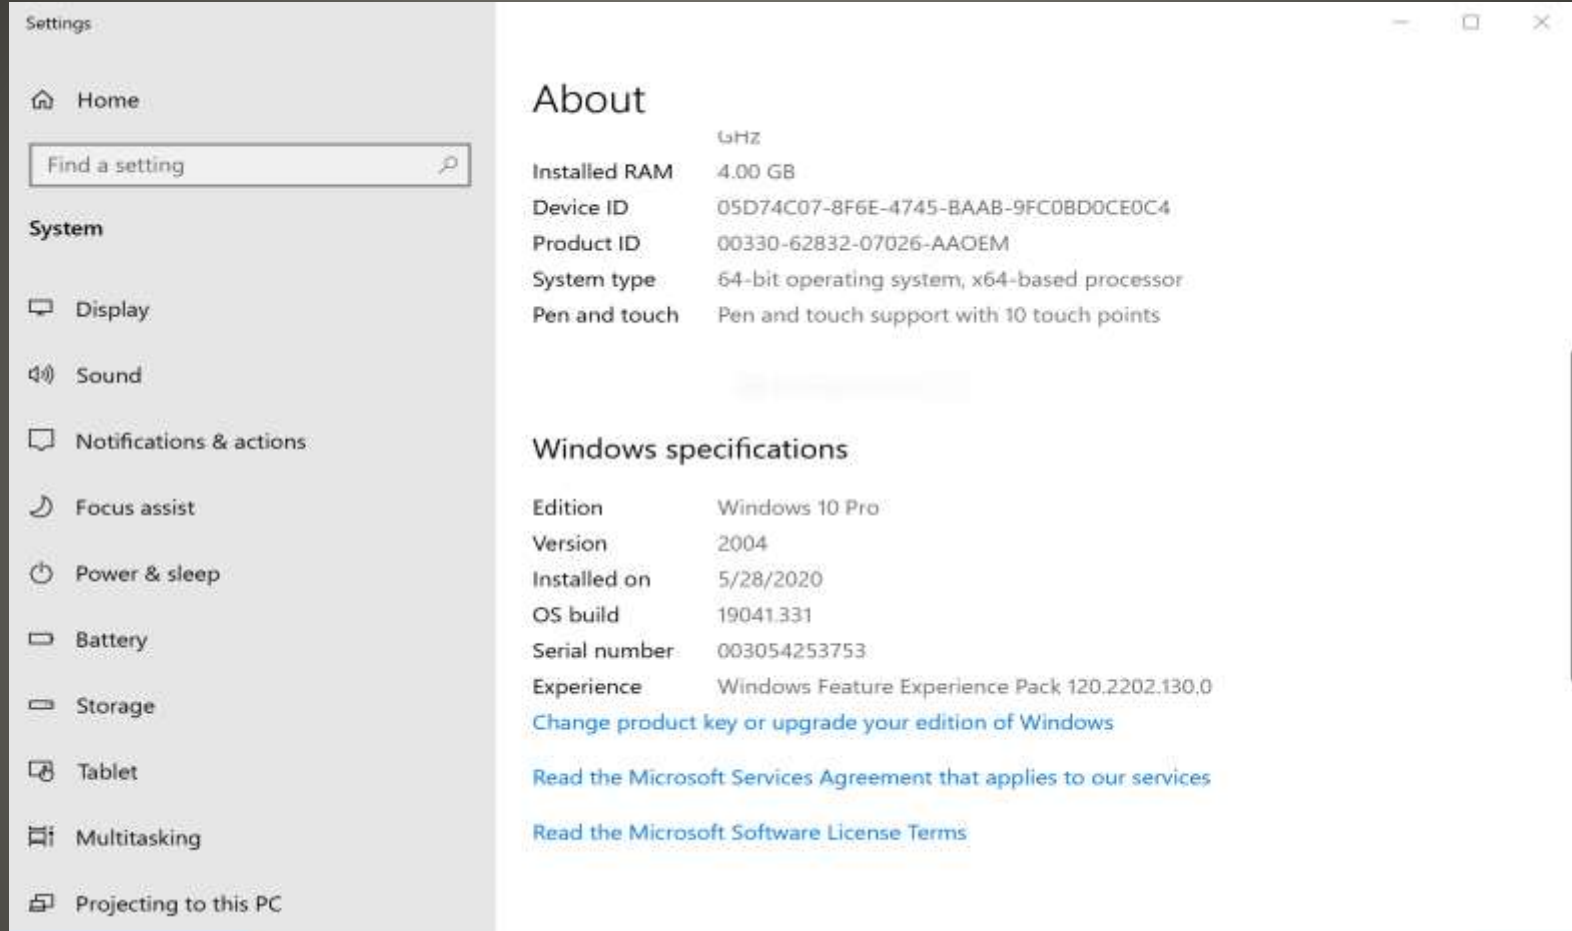 Settings
Home
Find a setting
System
Display
Sound
Notifications & actions
Focus assist
Power & sleep
Battery
Storage
Tablet
Multitasking
Projecting to this PC
About
GHz
Installed RAM 4.00 GB
Device ID 05D74C07-8F6E-4745-BAAB-9FC0BD0CE0C4
Product ID 00330-62832-07026-AAOEM
System type 64-bit operating system, x64-based processor
Pen and touch Pen and touch support with 10 touch points
Windows specifications
Edition Windows 10 Pro
Version 2004
Installed on 5/28/2020
OS build 19041.331
Serial number 003054253753
Experience Windows Feature Experience Pack 120.2202.130.0
Change product key or upgrade your edition of Windows
Read the Microsoft Services Agreement that applies to our services
Read the Microsoft Software License Terms